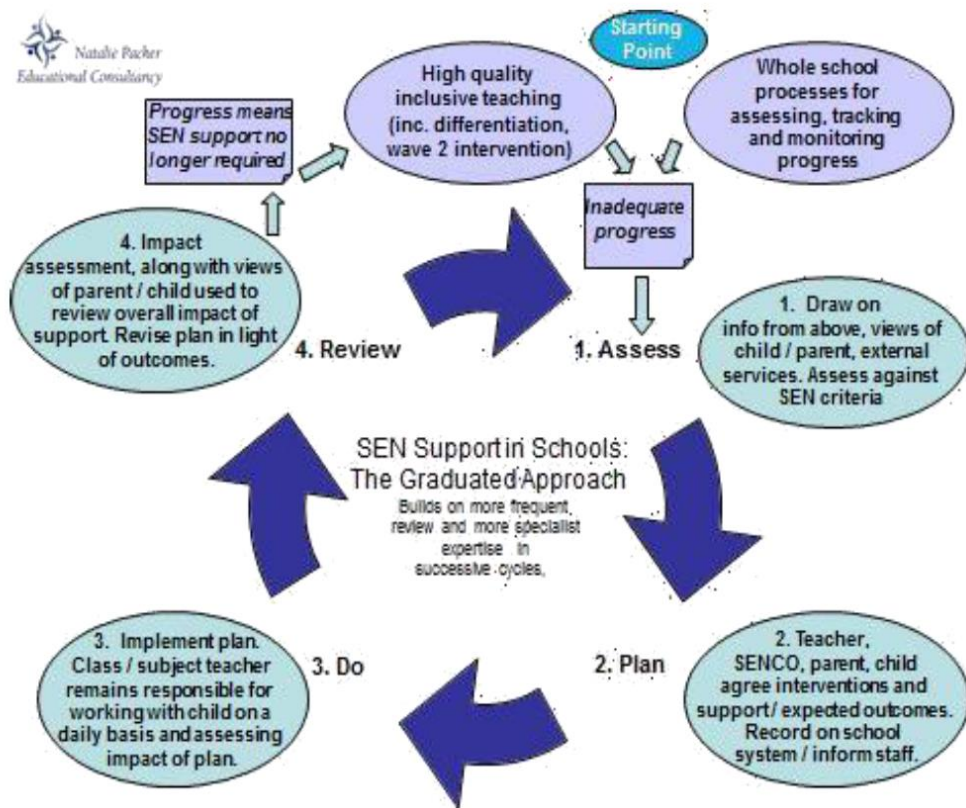 Natalie Packer
Educational Consultancy
Starting
Point
High quality
inclusive teaching
(inc. differentiation,
wave 2 intervention)
Whole school
processes for
assessing, tracking
and monitoring
progress
Progress means
SEN support no
longer required
Inadequate
progress
4. Impact
assessment, along with views
of parent / child used to
review overall impact of
support. Revise plan in light
of outcomes.
4. Review
1. Assess
1. Draw on
info from above, views of
child / parent, external
services. Assess against
SEN criteria
SEN Support in Schools:
The Graduated Approach
Builds on more frequent
review and more specialist
expertise in
successive cycles,
3. Implement plan.
Class / subject teacher
remains responsible for
working with child on a
daily basis and assessing
impact of plan.
3. Do
2. Plan
2. Teacher,
SENCO, parent, child
agree interventions and
support / expected outcomes.
Record on school
system / inform staff.